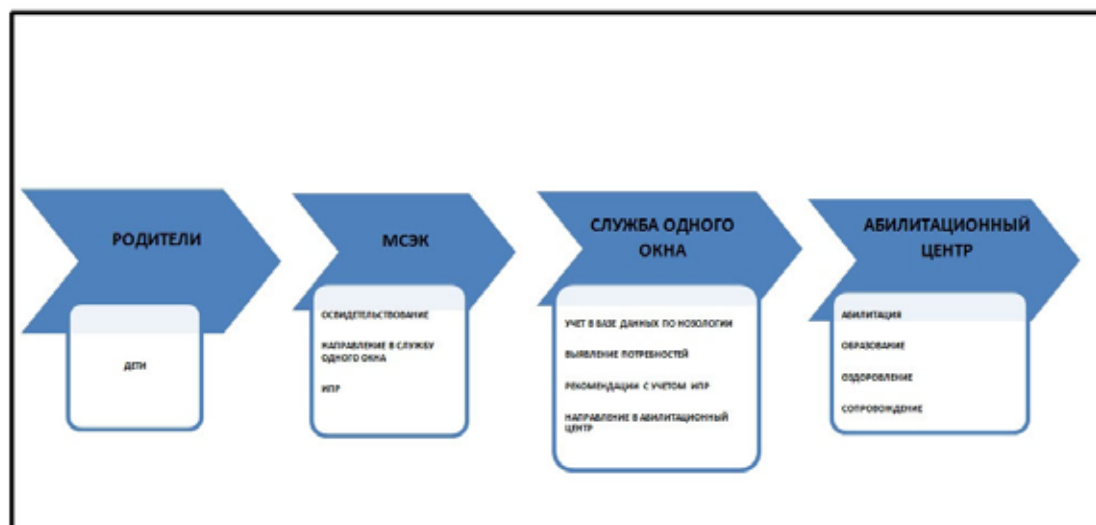 РОДИТЕЛИ
ДЕТИ
МСЭК
ОСВИДЕТЕЛЬСТВОВАНИЕ
НАПРАВЛЕНИЕ В СЛУЖБУ
ОДНОГО ОКНА
ИПР
СЛУЖБА ОДНОГО
ОКНА
УЧЕТ В БАЗЕ ДАННЫХ ПО НОЗОЛОГИИ
ВЫЯВЛЕНИЕ ПОТРЕБНОСТЕЙ
РЕКОМЕНДАЦИИ С УЧЕТОМ ИПР
НАПРАВЛЕНИЕ В АБИЛИТАЦИОННЫЙ
ЦЕНТР
АБИЛИТАЦИОННЫЙ
ЦЕНТР
АБИЛИТАЦИЯ
ОБРАЗОВАНИЕ
ОЗДОРОВЛЕНИЕ
СОПРОВОЖДЕНИЕ